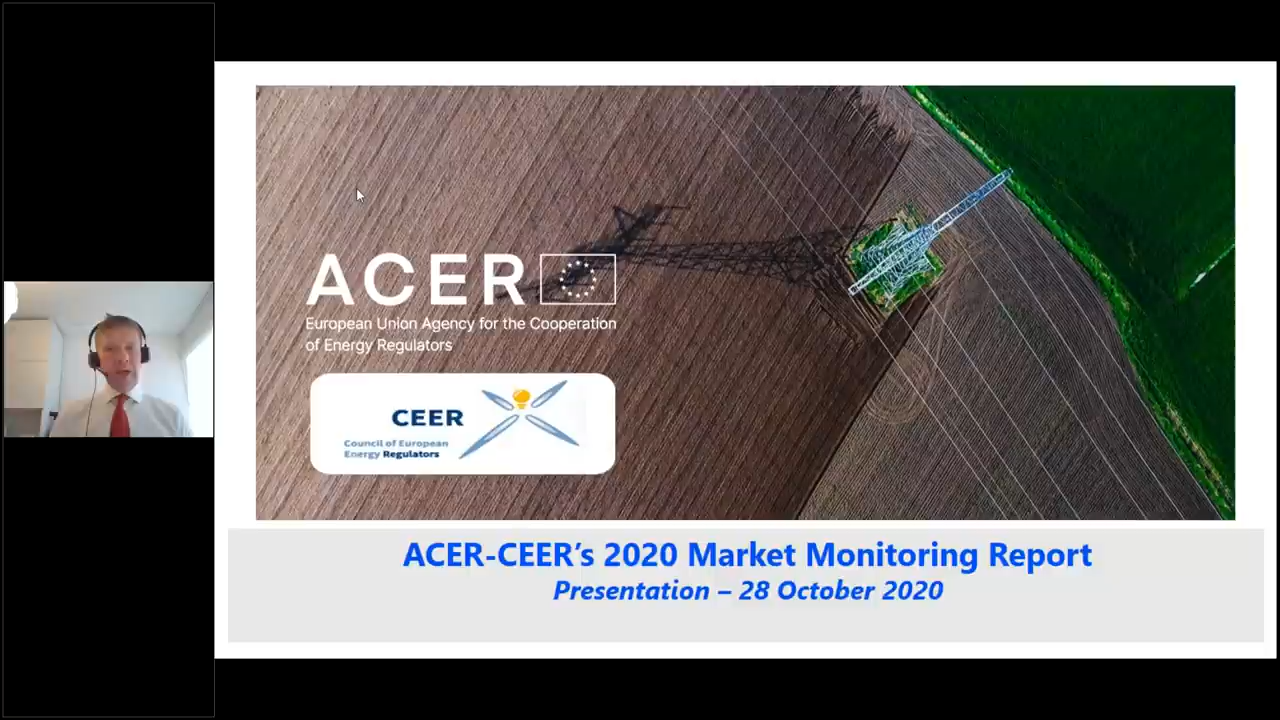 ACER
European Union Agency for the Cooperation
of Energy Regulators
CEER
Council of European
Energy Regulators
ACER-CEER's 2020 Market Monitoring Report
Presentation – 28 October 2020